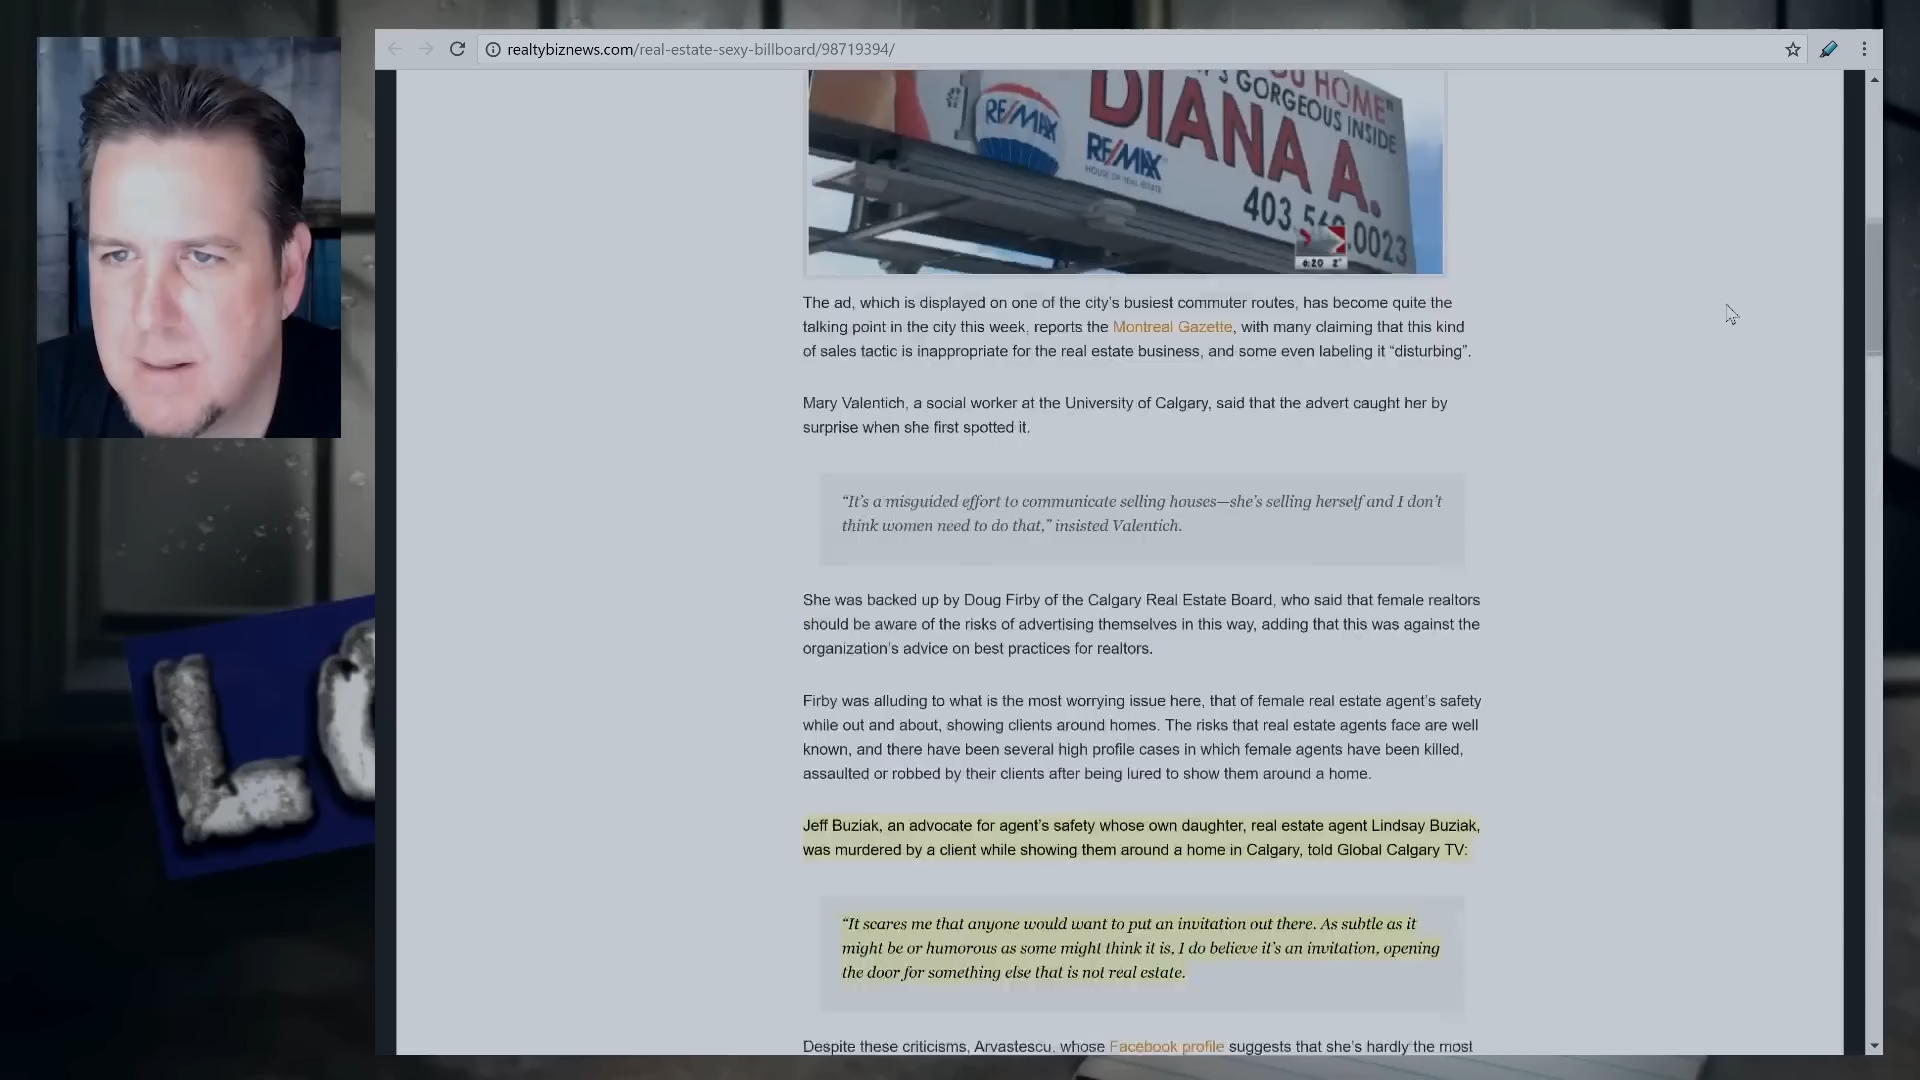 realtybiznews.com/real-estate-sexy-billboard/98719394/
YOU HOME"
GORGEOUS INSIDE
DIANA A.
RE/MAX
RE/MAX
HOUSE OF REAL ESTATE
403.560.0023
6:20 2°
The ad, which is displayed on one of the city's busiest commuter routes, has become quite the
talking point in the city this week, reports the Montreal Gazette, with many claiming that this kind
of sales tactic is inappropriate for the real estate business, and some even labeling it “disturbing”.
Mary Valentich, a social worker at the University of Calgary, said that the advert caught her by
surprise when she first spotted it.
“It's a misguided effort to communicate selling houses—she's selling herself and I don't
think women need to do that,” insisted Valentich.
She was backed up by Doug Firby of the Calgary Real Estate Board, who said that female realtors
should be aware of the risks of advertising themselves in this way, adding that this was against the
organization's advice on best practices for realtors.
Firby was alluding to what is the most worrying issue here, that of female real estate agent's safety
while out and about, showing clients around homes. The risks that real estate agents face are well
known, and there have been several high profile cases in which female agents have been killed,
assaulted or robbed by their clients after being lured to show them around a home.
Jeff Buziak, an advocate for agent's safety whose own daughter, real estate agent Lindsay Buziak,
was murdered by a client while showing them around a home in Calgary, told Global Calgary TV:
“It scares me that anyone would want to put an invitation out there. As subtle as it
might be or humorous as some might think it is, I do believe it's an invitation, opening
the door for something else that is not real estate.
Despite these criticisms, Arvastescu, whose Facebook profile suggests that she's hardly the most
LO